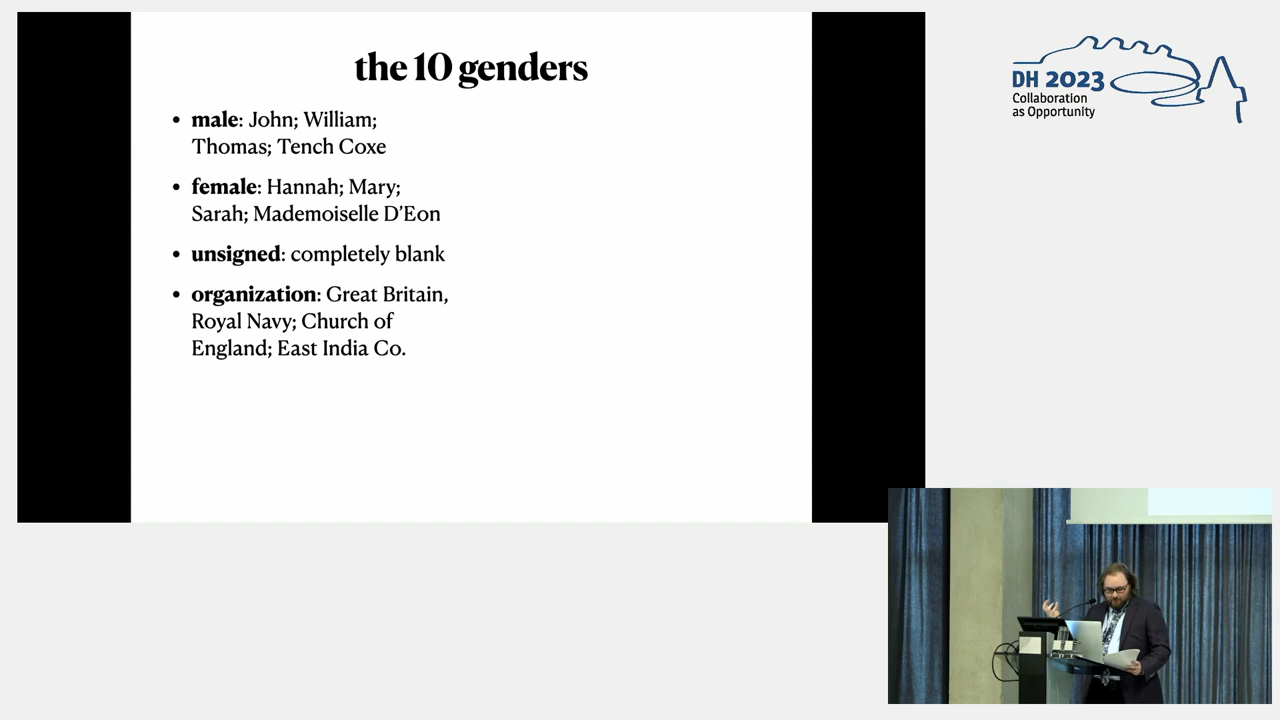 the 10 genders
• male: John; William;
Thomas; Tench Coxe
• female: Hannah; Mary;
Sarah; Mademoiselle D’Eon
• unsigned: completely blank
• organization: Great Britain,
Royal Navy; Church of
England; East India Co.
DH 2023
Collaboration
as Opportunity